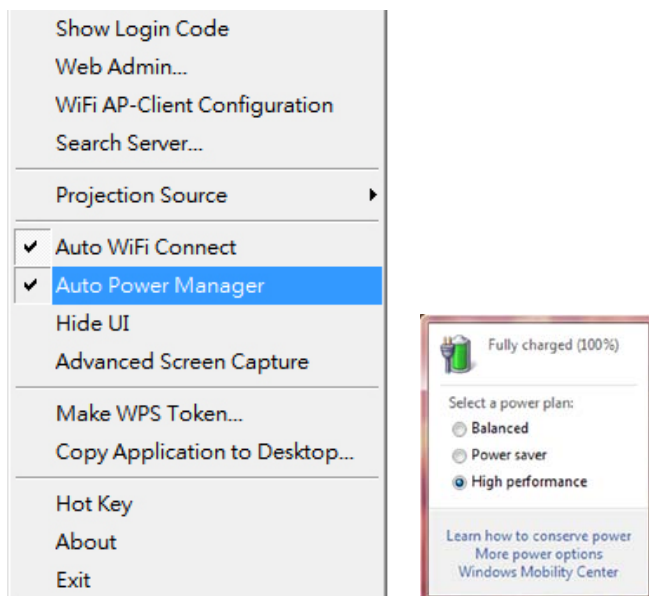 Show Login Code
Web Admin...
WiFi AP-Client Configuration
Search Server...
Projection Source
Auto WiFi Connect
Auto Power Manager
Hide UI
Advanced Screen Capture
Make WPS Token...
Copy Application to Desktop...
Hot Key
About
Exit
Fully charged (100%)
Select a power plan:
Balanced
Power saver
High performance
Learn how to conserve power
More power options
Windows Mobility Center